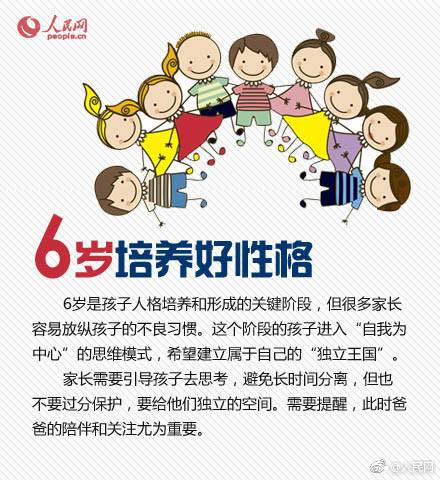 人民网
people.cn
6岁培养好性格
6岁是孩子人格培养和形成的关键阶段，但很多家长
容易放纵孩子的不良习惯。这个阶段的孩子进入“自我为
中心”的思维模式，希望建立属于自己的“独立王国”。
家长需要引导孩子去思考，避免长时间分离，但也
不要过分保护，要给他们独立的空间。需要提醒，此时爸
爸的陪伴和关注尤为重要。
@人民网